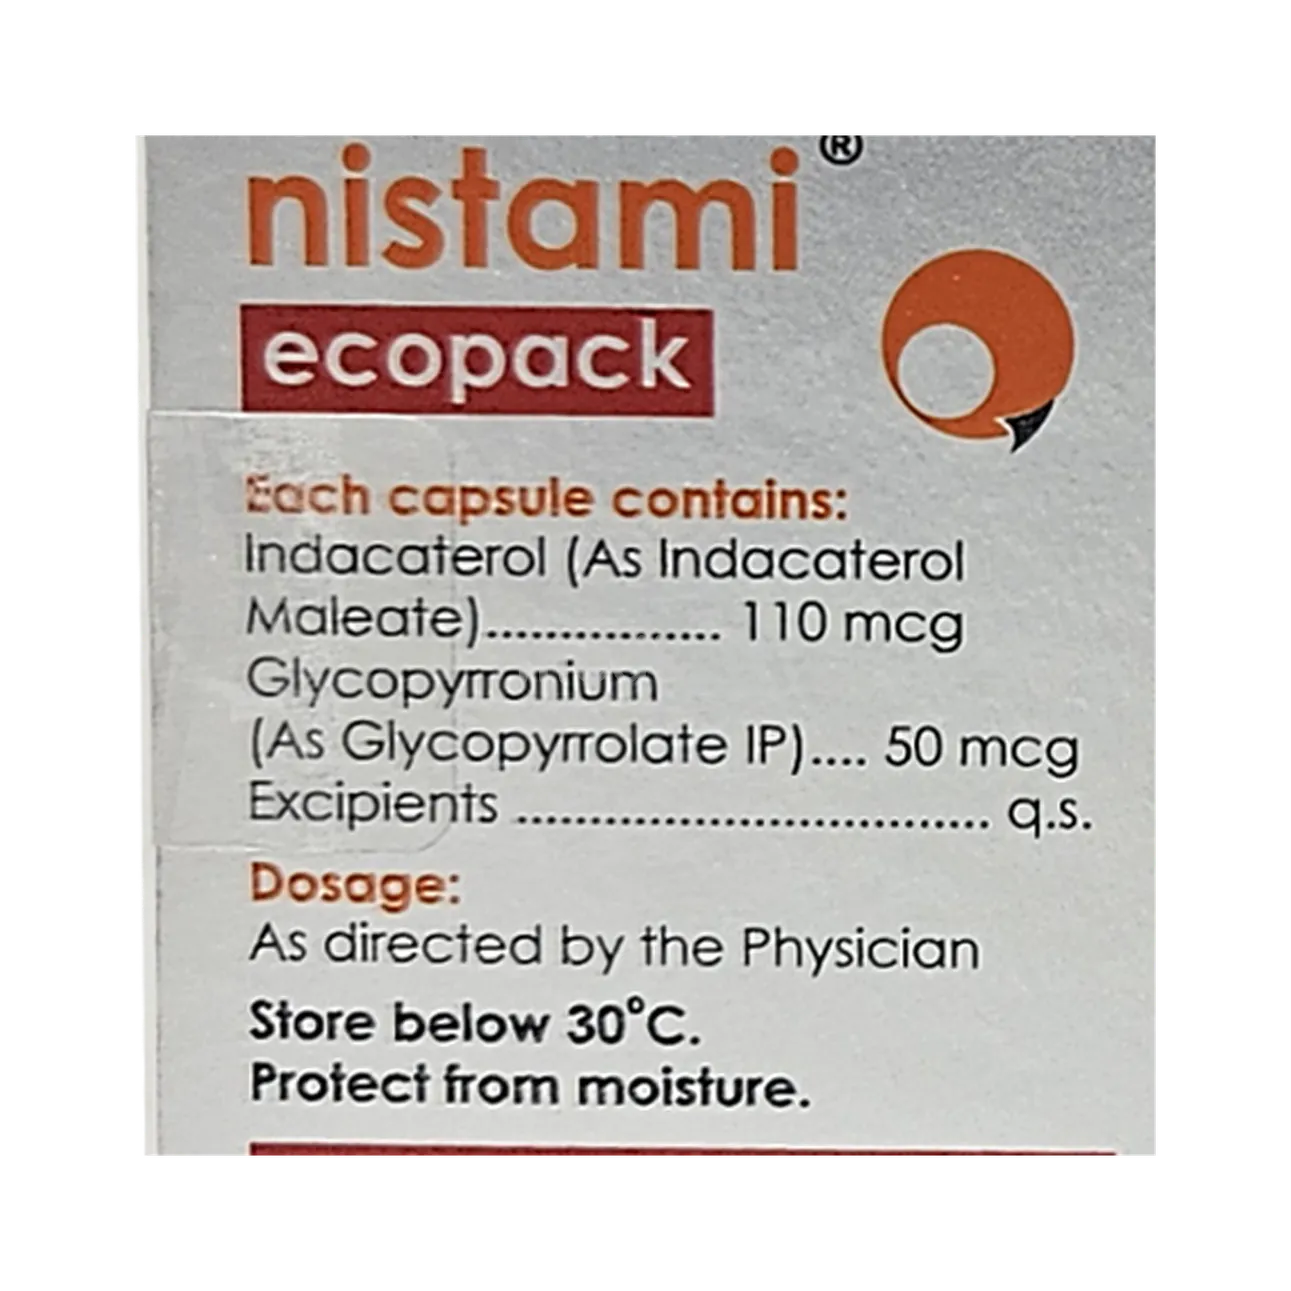 nistami®
ecopack
Each capsule contains:
Indacaterol (As Indacaterol
Maleate)................ 110 mcg
Glycopyrronium
(As Glycopyrrolate IP).... 50 mcg
Excipients ................................ q.s.
Dosage:
As directed by the Physician
Store below 30°C.
Protect from moisture.